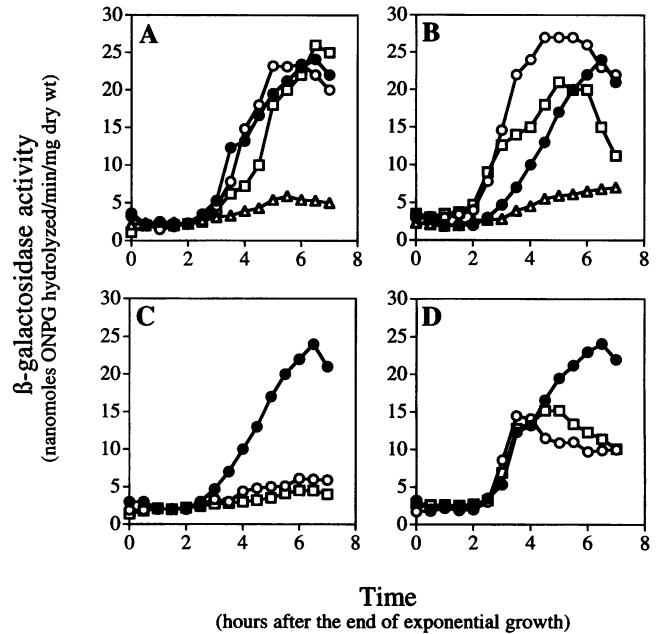 A
B
30
25
20
15
10
5
0
0 2 4 6 8
30
25
20
15
10
5
0
0 2 4 6 8
C
D
30
25
20
15
10
5
0
0 2 4 6 8
30
25
20
15
10
5
0
0 2 4 6 8
ß-galactosidase activity
(nanomoles ONPG hydrolyzed/min/mg dry wt)
Time
(hours after the end of exponential growth)